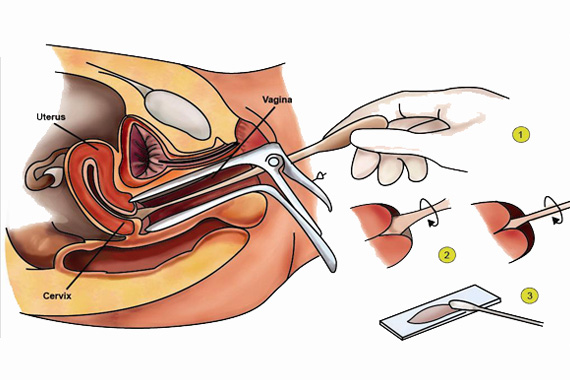 Uterus
Vagina
Cervix
1
2
3